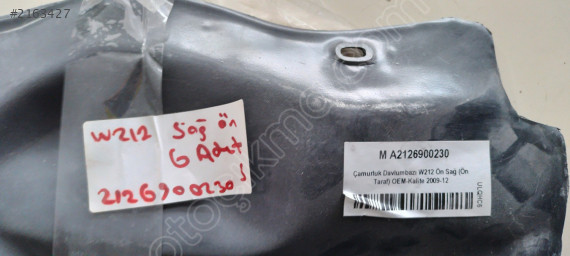 #2163427
W212 Sağ Ön
6 Adet
2126900230
M A2126900230
Çamurluk Davlumbazı W212 Ön Sağ (Ön
Taraf) OEM-Kalite 2009-12